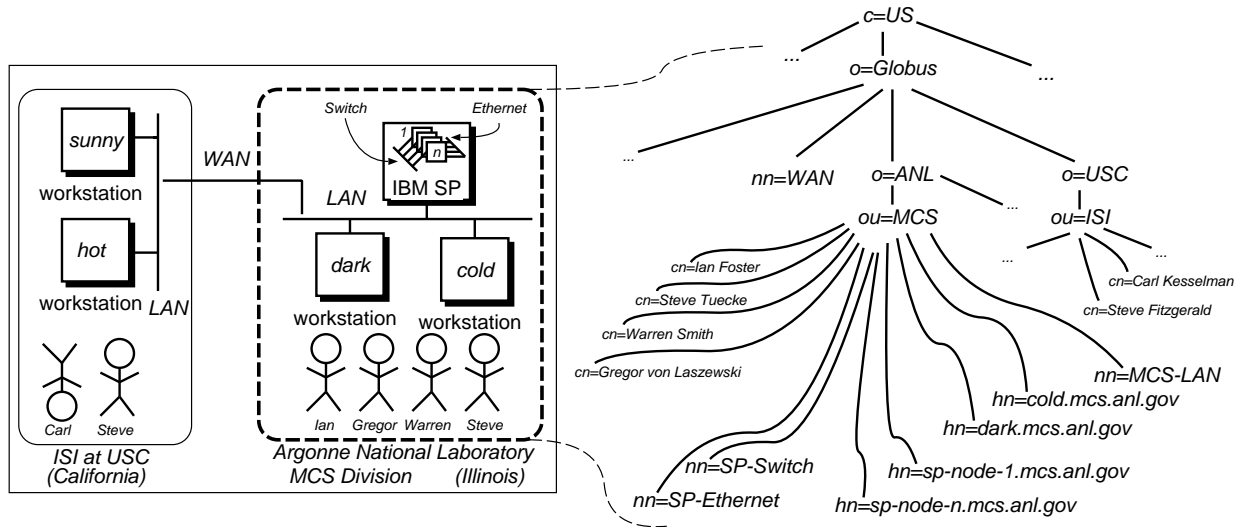 sunny
workstation
hot
workstation
LAN
Carl
Steve
ISI at USC
(California)
WAN
Switch
Ethernet
1
n
IBM SP
LAN
dark
cold
workstation
workstation
Ian
Gregor
Warren
Steve
Argonne National Laboratory
MCS Division
(Illinois)
c=US
...
o=Globus
...
...
nn=WAN
o=ANL
o=USC
...
ou=MCS
ou=ISI
...
...
cn=Ian Foster
cn=Steve Tuecke
cn=Warren Smith
cn=Gregor von Laszewski
cn=Carl Kesselman
cn=Steve Fitzgerald
nn=MCS-LAN
hn=cold.mcs.anl.gov
hn=dark.mcs.anl.gov
nn=SP-Switch
hn=sp-node-1.mcs.anl.gov
nn=SP-Ethernet
hn=sp-node-n.mcs.anl.gov